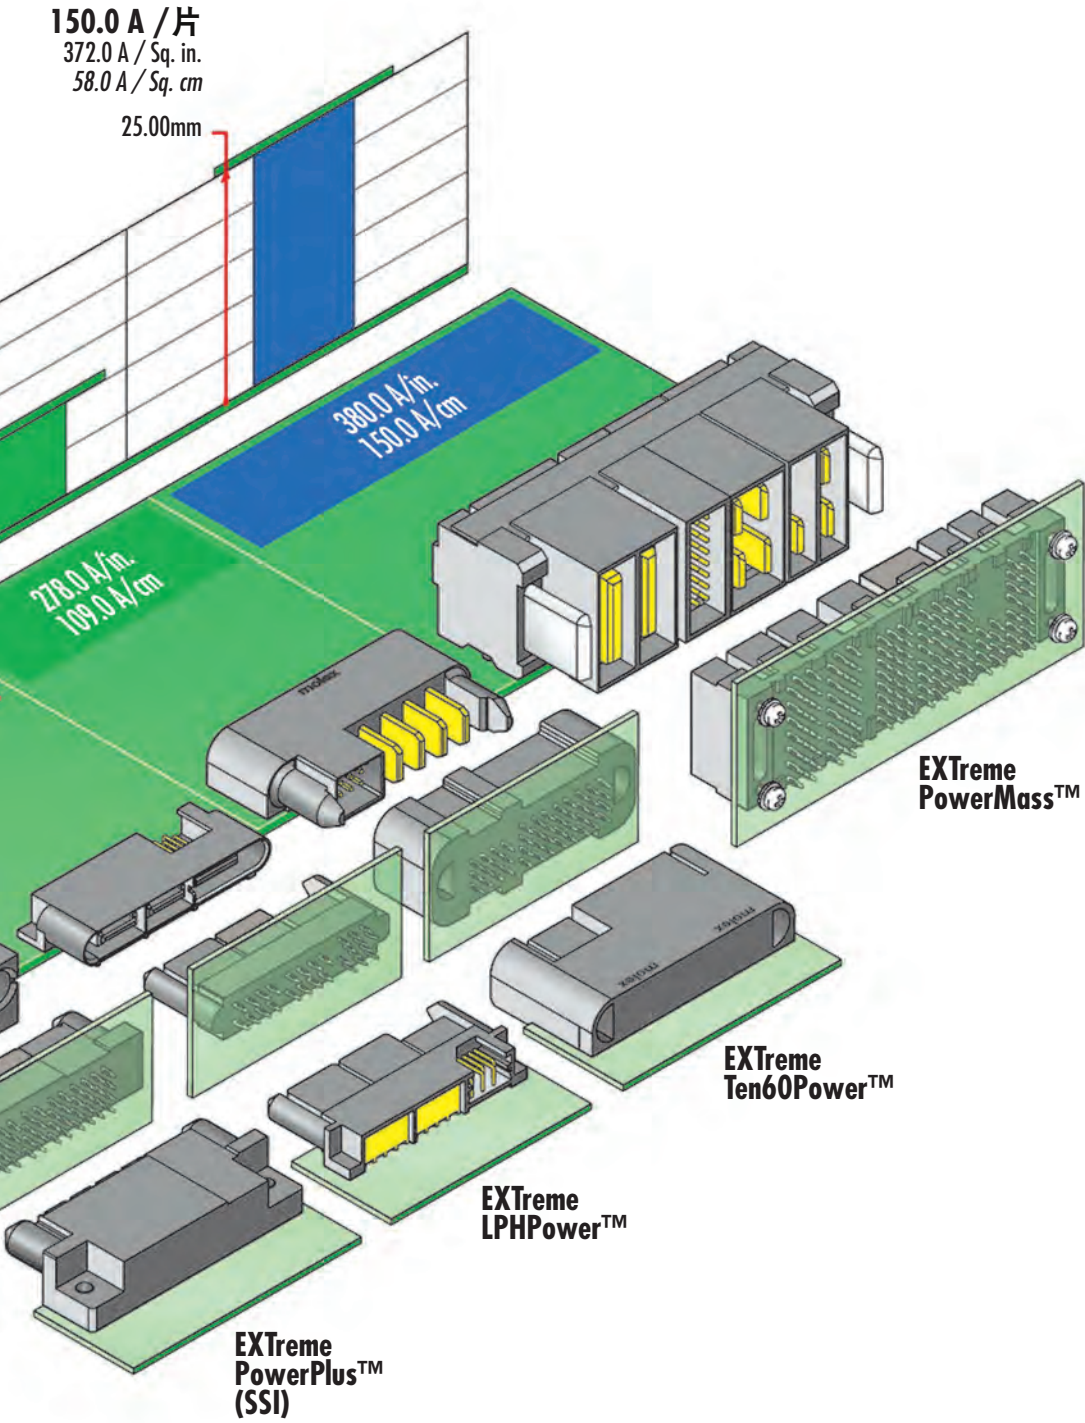 150.0 A /片
372.0 A / Sq. in.
58.0 A / Sq. cm
25.00mm
380.0 A/in.
150.0 A/cm
278.0 A/in.
109.0 A/cm
molex
EXTreme
PowerMass™
molex
molex
EXTreme
Ten60Power™
EXTreme
LPHPower™
EXTreme
PowerPlus™
(SSI)